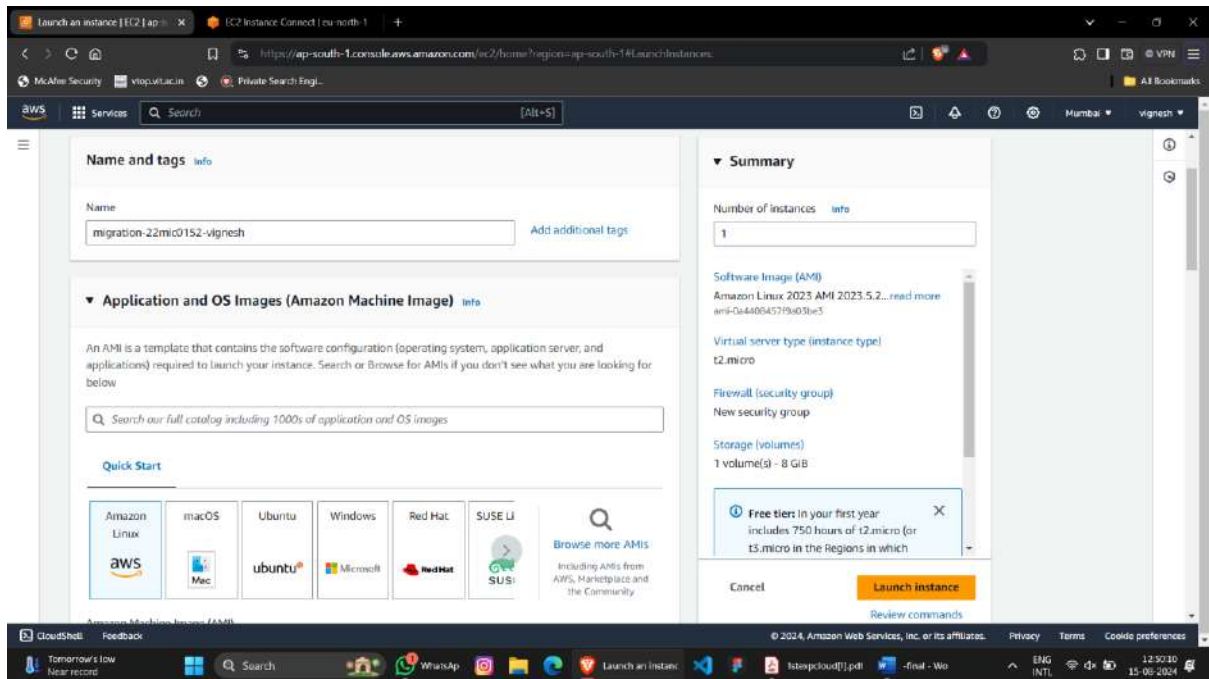 Launch an instance | EC2 | ap-s
EC2 Instance Connect | eu-north-1
https://ap-south-1.console.aws.amazon.com/ec2/home?region=ap-south-1#LaunchInstances:
VPN
McAfee Security
vtop.vit.ac.in
Private Search Engi...
All Bookmarks
aws
Services
Search
[Alt+S]
Mumbai
vignesh
Name and tags Info
Name
migration-22mic0152-vignesh
Add additional tags
Application and OS Images (Amazon Machine Image) Info
An AMI is a template that contains the software configuration (operating system, application server, and
applications) required to launch your instance. Search or Browse for AMIs if you don't see what you are looking for
below
Search our full catalog including 1000s of application and OS images
Quick Start
Amazon
Linux
aws
macOS
Mac
Ubuntu
ubuntu
Windows
Microsoft
Red Hat
Red Hat
SUSE Li
SUS
Browse more AMIs
Including AMIs from
AWS, Marketplace and
the Community
Amazon Machine Image (AMI)
Summary
Number of instances Info
1
Software Image (AMI)
Amazon Linux 2023 AMI 2023.5.2...read more
ami-0a4408457f9a03be3
Virtual server type (instance type)
t2.micro
Firewall (security group)
New security group
Storage (volumes)
1 volume(s) - 8 GiB
Free tier: In your first year
includes 750 hours of t2.micro (or
t3.micro in the Regions in which
Cancel
Launch instance
Review commands
CloudShell
Feedback
© 2024, Amazon Web Services, Inc. or its affiliates.
Privacy
Terms
Cookie preferences
Tomorrow's low
Near record
Search
WhatsAp
Launch an instanc
1stexpcloud[1].pdf
-final - Wo
ENG
INTL
12:50:10
15-08-2024